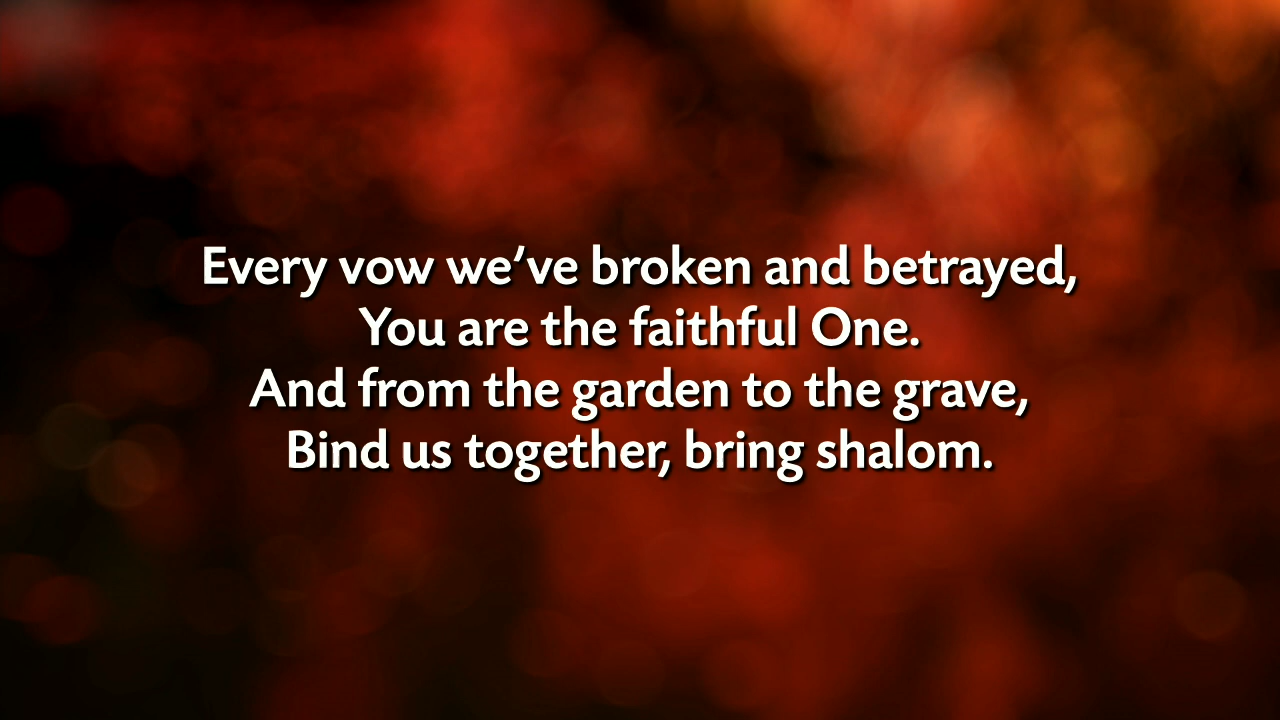 Every vow we’ve broken and betrayed,
You are the faithful One.
And from the garden to the grave,
Bind us together, bring shalom.